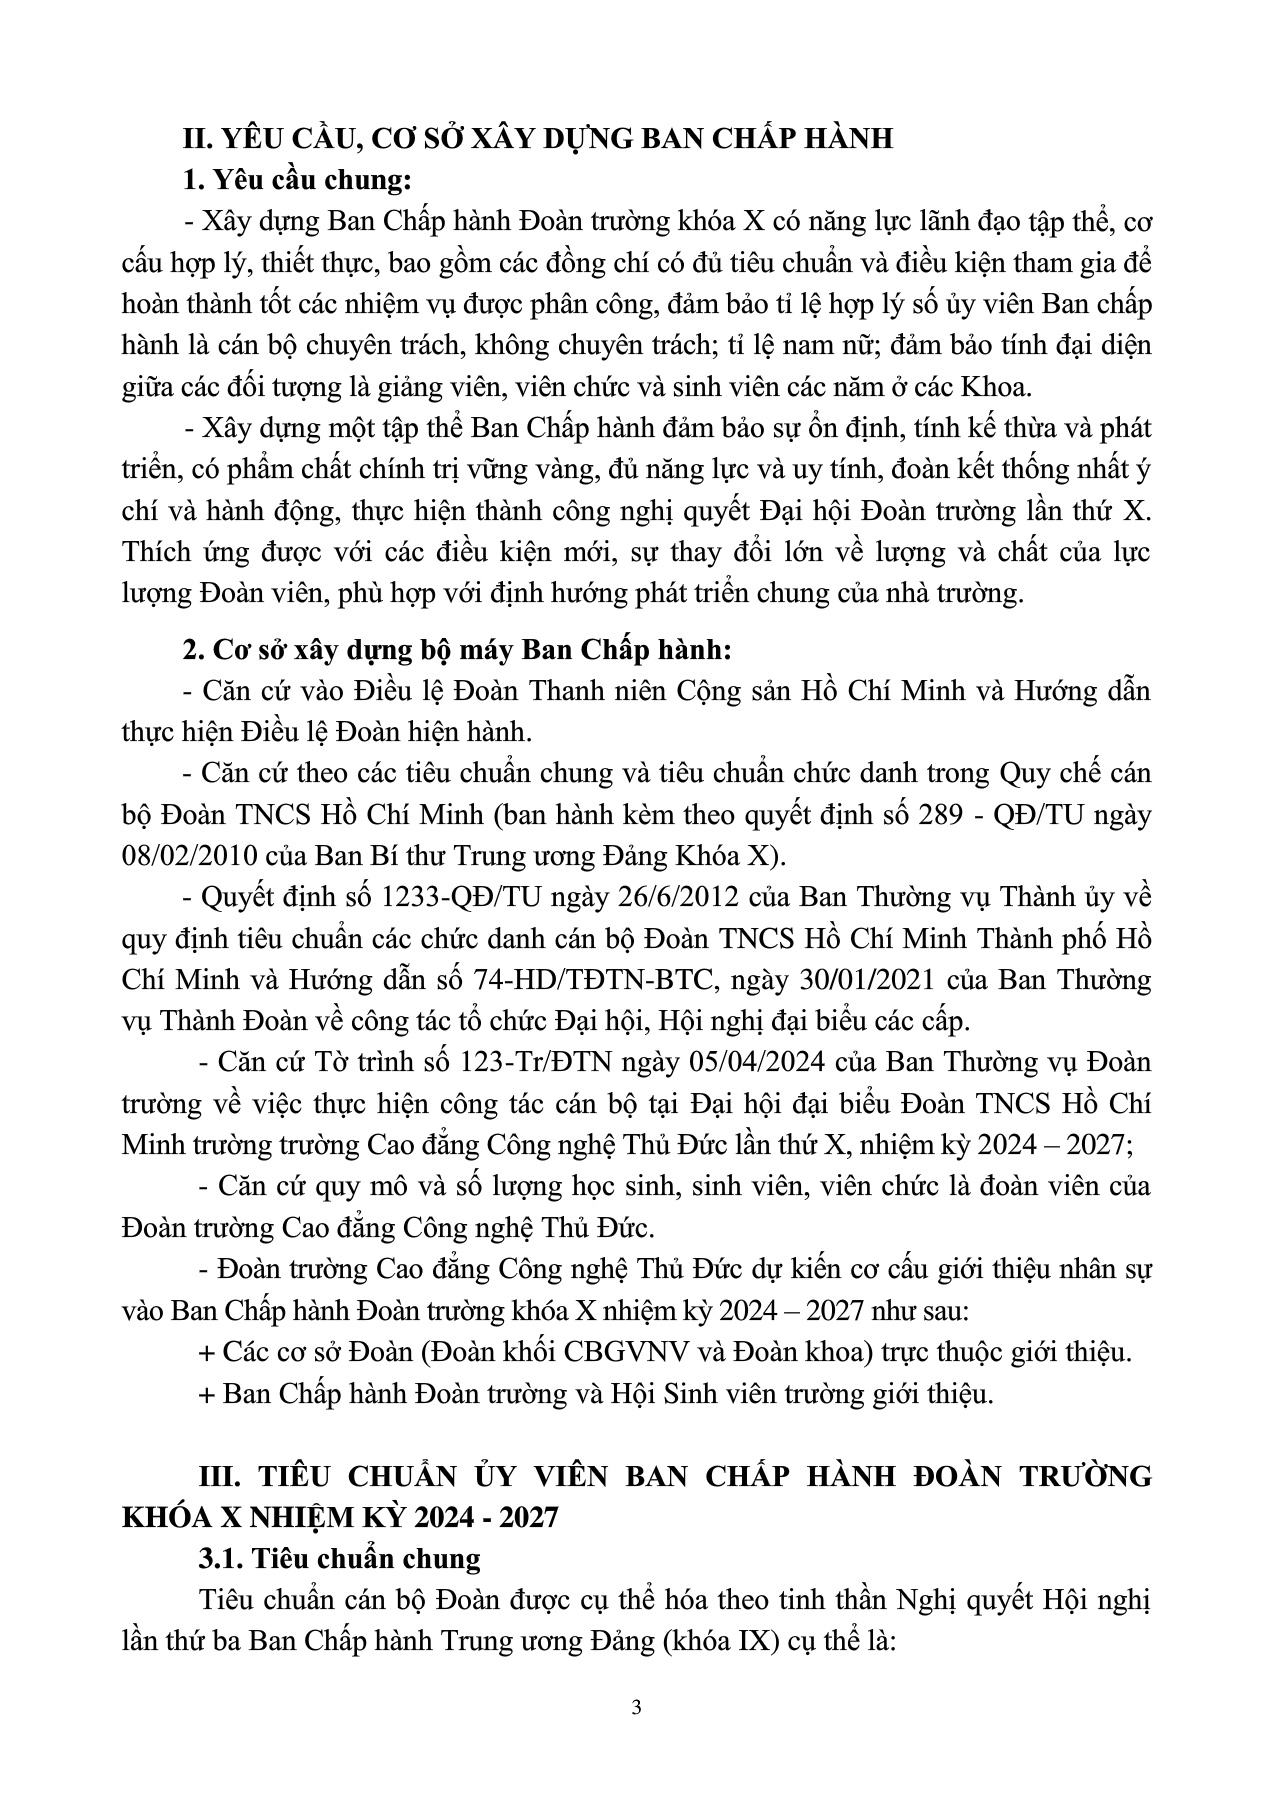 II. YÊU CẦU, CƠ SỞ XÂY DỰNG BAN CHẤP HÀNH
1. Yêu cầu chung:
- Xây dựng Ban Chấp hành Đoàn trường khóa X có năng lực lãnh đạo tập thể, cơ
cấu hợp lý, thiết thực, bao gồm các đồng chí có đủ tiêu chuẩn và điều kiện tham gia để
hoàn thành tốt các nhiệm vụ được phân công, đảm bảo tỉ lệ hợp lý số ủy viên Ban chấp
hành là cán bộ chuyên trách, không chuyên trách; tỉ lệ nam nữ; đảm bảo tính đại diện
giữa các đối tượng là giảng viên, viên chức và sinh viên các năm ở các Khoa.
- Xây dựng một tập thể Ban Chấp hành đảm bảo sự ổn định, tính kế thừa và phát
triển, có phẩm chất chính trị vững vàng, đủ năng lực và uy tính, đoàn kết thống nhất ý
chí và hành động, thực hiện thành công nghị quyết Đại hội Đoàn trường lần thứ X.
Thích ứng được với các điều kiện mới, sự thay đổi lớn về lượng và chất của lực
lượng Đoàn viên, phù hợp với định hướng phát triển chung của nhà trường.
2. Cơ sở xây dựng bộ máy Ban Chấp hành:
- Căn cứ vào Điều lệ Đoàn Thanh niên Cộng sản Hồ Chí Minh và Hướng dẫn
thực hiện Điều lệ Đoàn hiện hành.
- Căn cứ theo các tiêu chuẩn chung và tiêu chuẩn chức danh trong Quy chế cán
bộ Đoàn TNCS Hồ Chí Minh (ban hành kèm theo quyết định số 289 - QĐ/TU ngày
08/02/2010 của Ban Bí thư Trung ương Đảng Khóa X).
- Quyết định số 1233-QĐ/TU ngày 26/6/2012 của Ban Thường vụ Thành ủy về
quy định tiêu chuẩn các chức danh cán bộ Đoàn TNCS Hồ Chí Minh Thành phố Hồ
Chí Minh và Hướng dẫn số 74-HD/TĐTN-BTC, ngày 30/01/2021 của Ban Thường
vụ Thành Đoàn về công tác tổ chức Đại hội, Hội nghị đại biểu các cấp.
- Căn cứ Tờ trình số 123-Tr/ĐTN ngày 05/04/2024 của Ban Thường vụ Đoàn
trường về việc thực hiện công tác cán bộ tại Đại hội đại biểu Đoàn TNCS Hồ Chí
Minh trường trường Cao đẳng Công nghệ Thủ Đức lần thứ X, nhiệm kỳ 2024 – 2027;
- Căn cứ quy mô và số lượng học sinh, sinh viên, viên chức là đoàn viên của
Đoàn trường Cao đẳng Công nghệ Thủ Đức.
- Đoàn trường Cao đẳng Công nghệ Thủ Đức dự kiến cơ cấu giới thiệu nhân sự
vào Ban Chấp hành Đoàn trường khóa X nhiệm kỳ 2024 – 2027 như sau:
+ Các cơ sở Đoàn (Đoàn khối CBGVNV và Đoàn khoa) trực thuộc giới thiệu.
+ Ban Chấp hành Đoàn trường và Hội Sinh viên trường giới thiệu.
III. TIÊU CHUẨN ỦY VIÊN BAN CHẤP HÀNH ĐOÀN TRƯỜNG
KHÓA X NHIỆM KỲ 2024 - 2027
3.1. Tiêu chuẩn chung
Tiêu chuẩn cán bộ Đoàn được cụ thể hóa theo tinh thần Nghị quyết Hội nghị
lần thứ ba Ban Chấp hành Trung ương Đảng (khóa IX) cụ thể là:
3